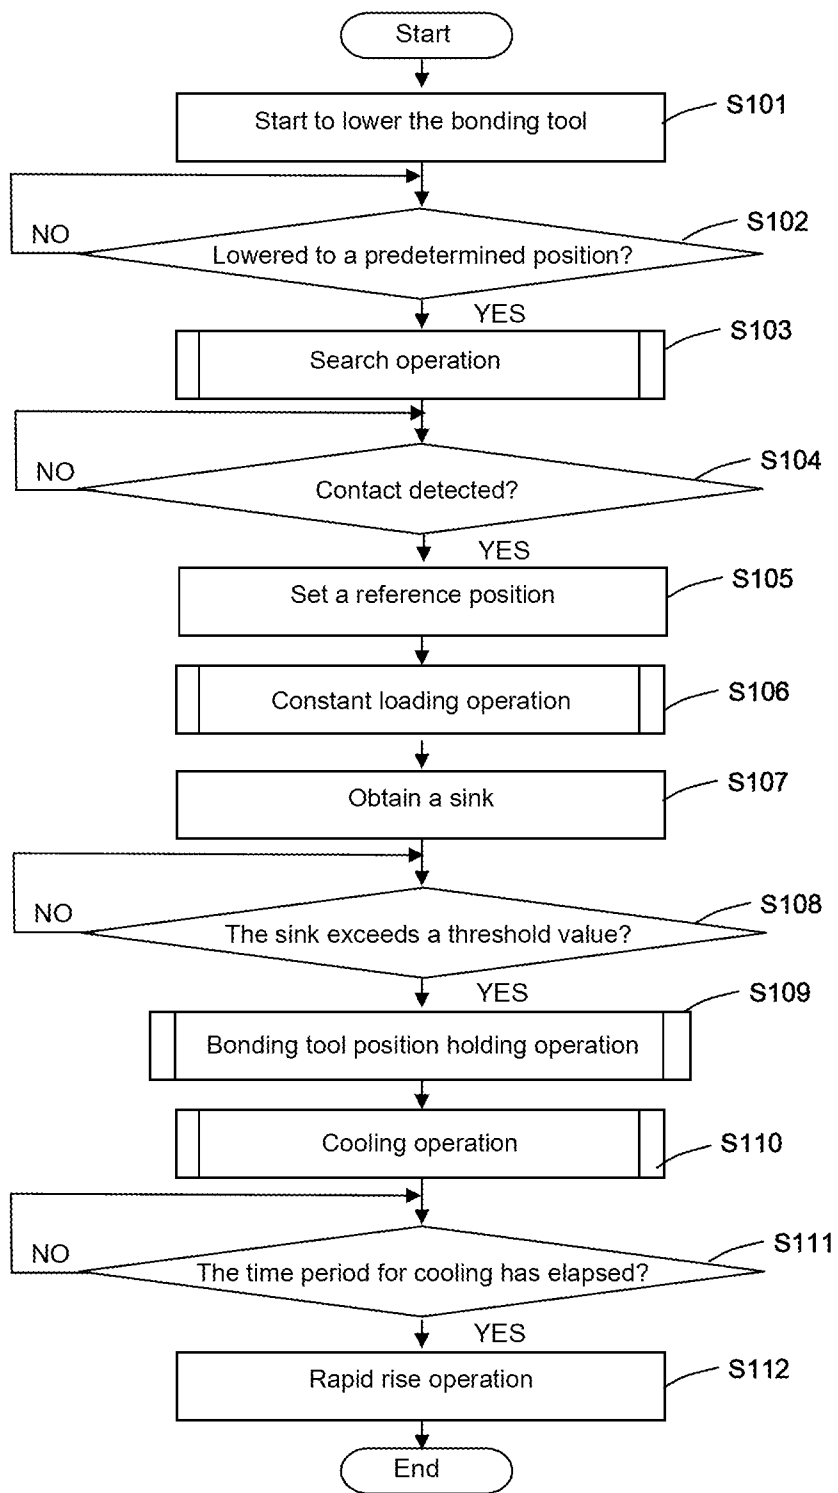 Start
Start to lower the bonding tool
S101
NO
Lowered to a predetermined position?
S102
YES
Search operation
S103
NO
Contact detected?
S104
YES
Set a reference position
S105
Constant loading operation
S106
Obtain a sink
S107
NO
The sink exceeds a threshold value?
S108
YES
Bonding tool position holding operation
S109
Cooling operation
S110
NO
The time period for cooling has elapsed?
S111
YES
Rapid rise operation
S112
End